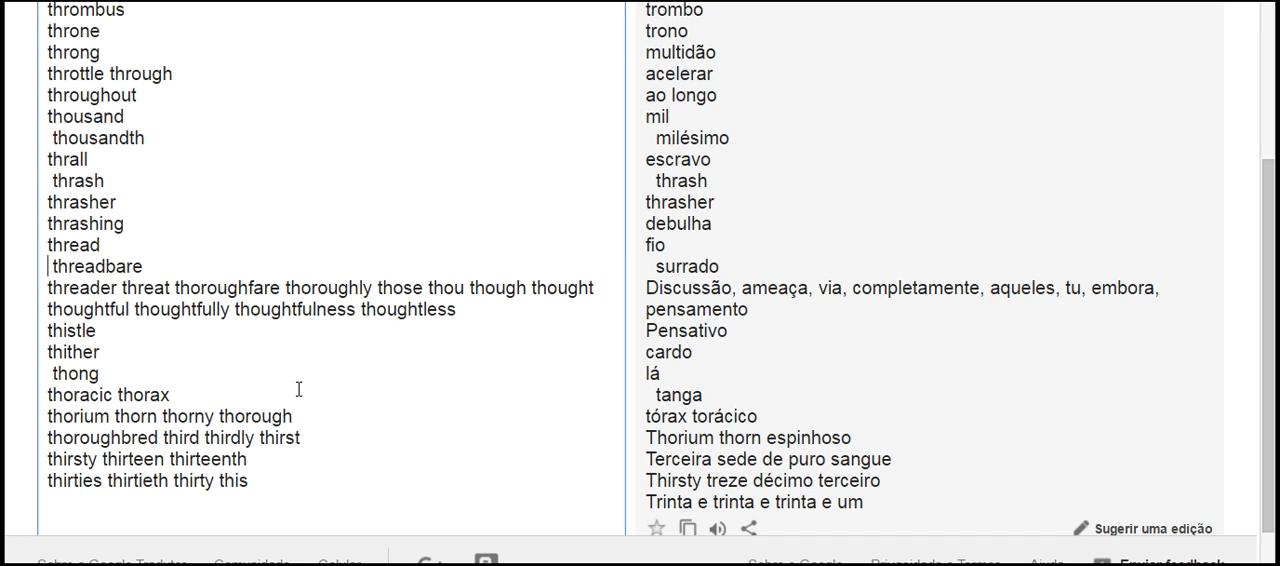 thrombus
throne
throng
throttle through
throughout
thousand
thousandth
thrall
thrash
thrasher
thrashing
thread
threadbare
threader threat thoroughfare thoroughly those thou though thought
thoughtful thoughtfully thoughtfulness thoughtless
thistle
thither
thong
thoracic thorax
thorium thorn thorny thorough
thoroughbred third thirdly thirst
thirsty thirteen thirteenth
thirties thirtieth thirty this
trombo
trono
multidão
acelerar
ao longo
mil
milésimo
escravo
thrash
thrasher
debulha
fio
surrado
Discussão, ameaça, via, completamente, aqueles, tu, embora,
pensamento
Pensativo
cardo
lá
tanga
tórax torácico
Thorium thorn espinhoso
Terceira sede de puro sangue
Thirsty treze décimo terceiro
Trinta e trinta e trinta e um
Sugerir uma edição